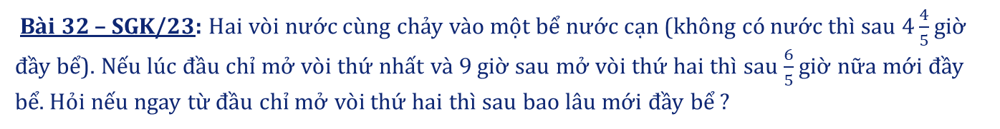 Bài 32 – SGK/23: Hai vòi nước cùng chảy vào một bể nước cạn (không có nước thì sau 4 4/5 giờ
đầy bể). Nếu lúc đầu chỉ mở vòi thứ nhất và 9 giờ sau mở vòi thứ hai thì sau 6/5 giờ nữa mới đầy
bể. Hỏi nếu ngay từ đầu chỉ mở vòi thứ hai thì sau bao lâu mới đầy bể ?